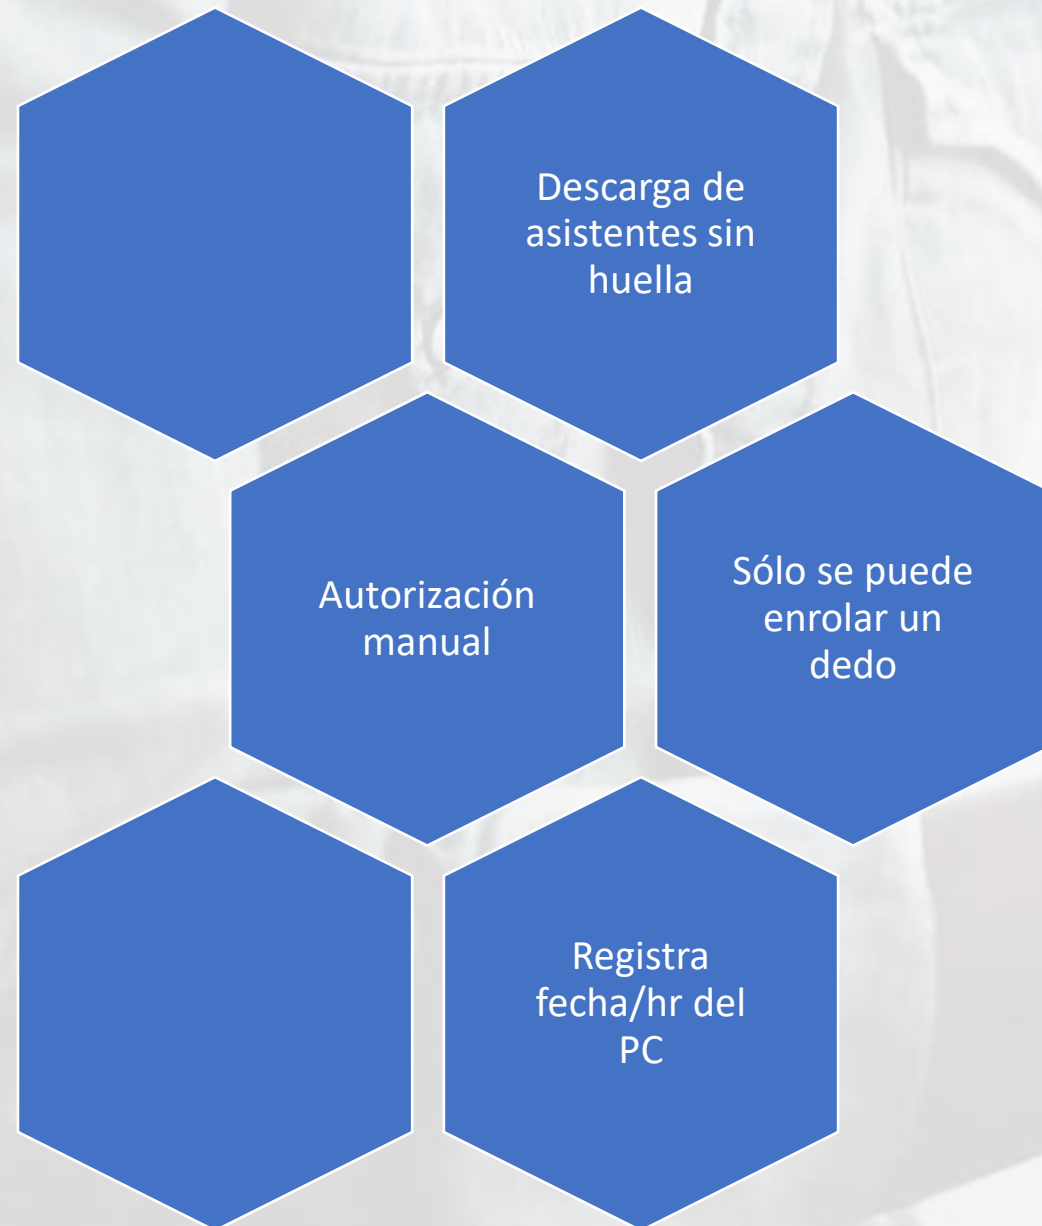 Descarga de
asistentes sin
huella
Autorización
manual
Sólo se puede
enrolar un
dedo
Registra
fecha/hr del
PC